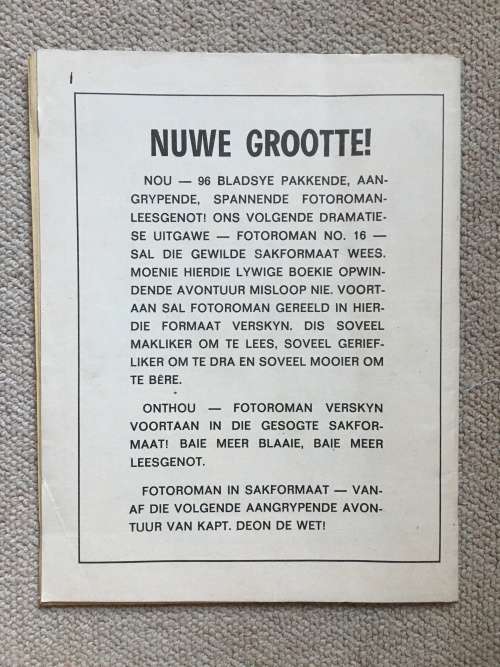 NUWE GROOTTE!
NOU — 96 BLADSYE PAKKENDE, AAN-
GRYPENDE, SPANNENDE FOTOROMAN-
LEESGENOT! ONS VOLGENDE DRAMATIE-
SE UITGAWE — FOTOROMAN NO. 16 —
SAL DIE GEWILDE SAKFORMAAT WEES.
MOENIE HIERDIE LYWIGE BOEKIE OPWIN-
DENDE AVONTUUR MISLOOP NIE. VOORT-
AAN SAL FOTOROMAN GEREELD IN HIER-
DIE FORMAAT VERSKYN. DIS SOVEEL
MAKLIKER OM TE LEES, SOVEEL GERIEF-
LIKER OM TE DRA EN SOVEEL MOOIER OM
TE BÊRE.
ONTHOU — FOTOROMAN VERSKYN
VOORTAAN IN DIE GESOGTE SAKFOR-
MAAT! BAIE MEER BLAAIE, BAIE MEER
LEESGENOT.
FOTOROMAN IN SAKFORMAAT — VAN-
AF DIE VOLGENDE AANGRYPENDE AVON-
TUUR VAN KAPT. DEON DE WET!